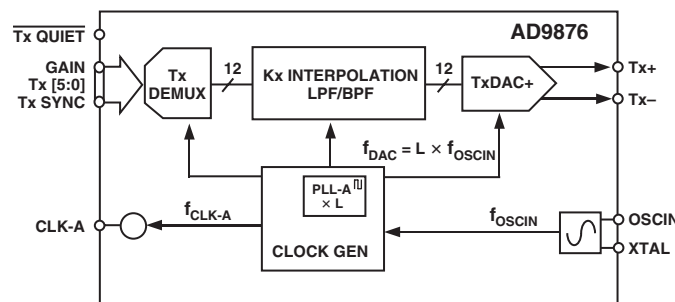 AD9876
Tx QUIET
GAIN
Tx [5:0]
Tx SYNC
Tx
DEMUX
12
Kx INTERPOLATION
LPF/BPF
12
TxDAC+
Tx+
Tx–
fDAC = L × fOSCIN
PLL-A
× L
CLOCK GEN
fCLK-A
CLK-A
fOSCIN
OSCIN
XTAL